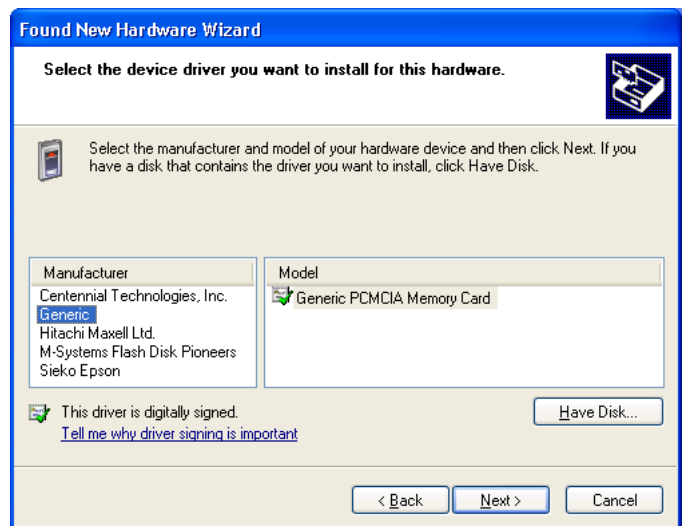 Found New Hardware Wizard
Select the device driver you want to install for this hardware.
Select the manufacturer and model of your hardware device and then click Next. If you
have a disk that contains the driver you want to install, click Have Disk.
Manufacturer
Centennial Technologies, Inc.
Generic
Hitachi Maxell Ltd.
M-Systems Flash Disk Pioneers
Sieko Epson
Model
Generic PCMCIA Memory Card
This driver is digitally signed.
Tell me why driver signing is important
Have Disk...
< Back
Next >
Cancel